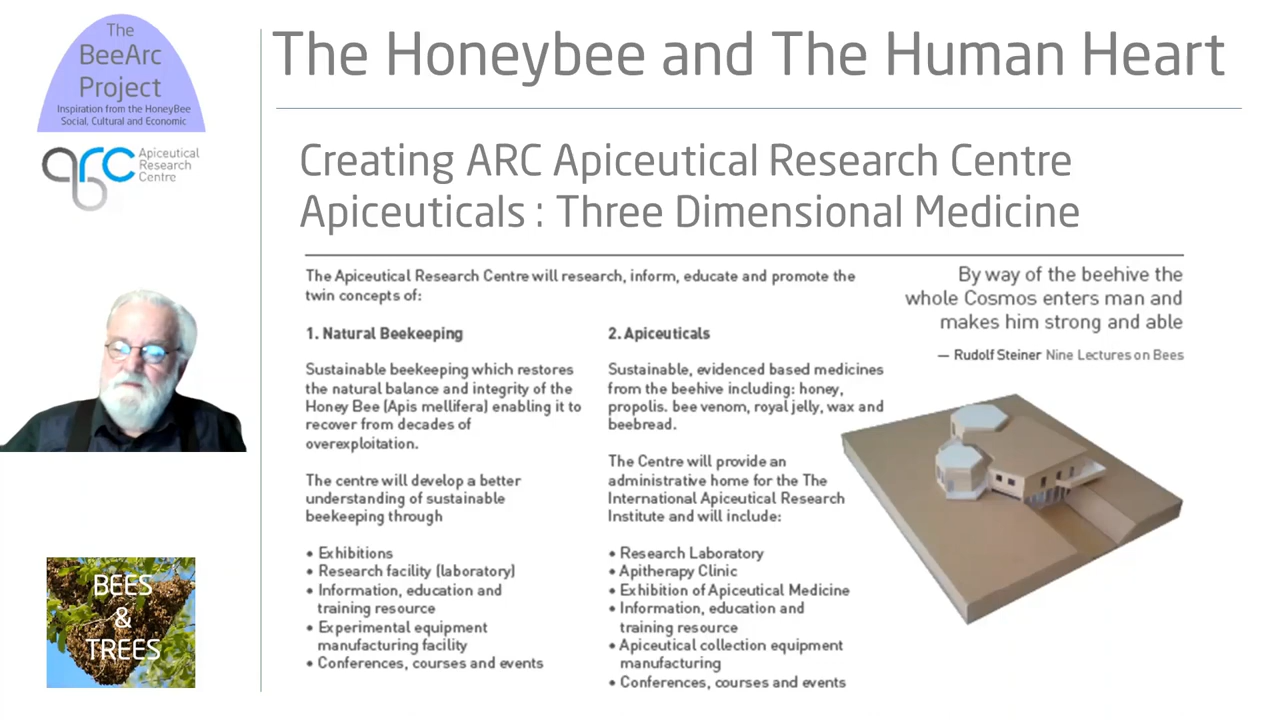 The
BeeArc
Project
Inspiration from the HoneyBee
Social, Cultural and Economic
arc
Apiceutical
Research
Centre
BEES
&
TREES
The Honeybee and The Human Heart
Creating ARC Apiceutical Research Centre
Apiceuticals : Three Dimensional Medicine
The Apiceutical Research Centre will research, inform, educate and promote the
twin concepts of:
1. Natural Beekeeping
Sustainable beekeeping which restores
the natural balance and integrity of the
Honey Bee (Apis mellifera) enabling it to
recover from decades of
overexploitation.
The centre will develop a better
understanding of sustainable
beekeeping through
• Exhibitions
• Research facility (laboratory)
• Information, education and
training resource
• Experimental equipment
manufacturing facility
• Conferences, courses and events
2. Apiceuticals
Sustainable, evidenced based medicines
from the beehive including: honey,
propolis. bee venom, royal jelly, wax and
beebread.
The Centre will provide an
administrative home for the The
International Apiceutical Research
Institute and will include:
• Research Laboratory
• Apitherapy Clinic
• Exhibition of Apiceutical Medicine
• Information, education and
training resource
• Apiceutical collection equipment
manufacturing
• Conferences, courses and events
By way of the beehive the
whole Cosmos enters man and
makes him strong and able
— Rudolf Steiner Nine Lectures on Bees